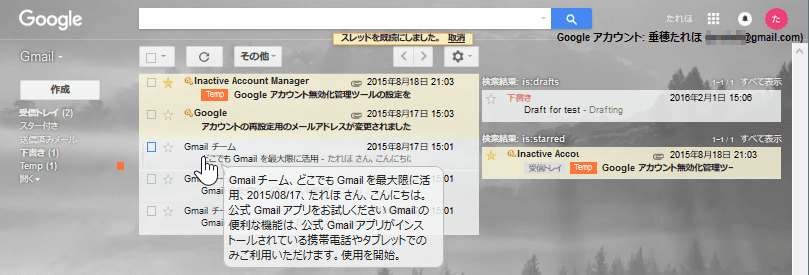 Google
たれほ
た
スレッドを既読にしました。 取消
Google アカウント: 垂穂たれほ @gmail.com)
Gmail
その他
作成
受信トレイ (2)
スター付き
送信済みメール
下書き (1)
Temp (1)
開く
Inactive Account Manager 2015年8月18日 21:03
Temp Google アカウント無効化管理ツールの設定を
Google 2015年8月17日 15:03
アカウントの再設定用のメールアドレスが変更されました
Gmail チーム 2015年8月17日 15:01
どこでも Gmail を最大限に活用 - たれほ さん、こんにちは
Gmail チーム、どこでも Gmail を最大限に活
用、2015/08/17、たれほ さん、こんにちは。
公式 Gmail アプリをお試しください Gmail の
便利な機能は、公式 Gmail アプリがインス
トールされている携帯電話やタブレットでの
みご利用いただけます。使用を開始。
検索結果: is:drafts 1–1 / 1 すべて表示
下書き 2016年2月1日 15:06
Draft for test - Drafting
検索結果: is:starred 1–1 / 1 すべて表示
Inactive Accou 2015年8月18日 21:03
受信トレイ Temp Google アカウント無効化管理ツー